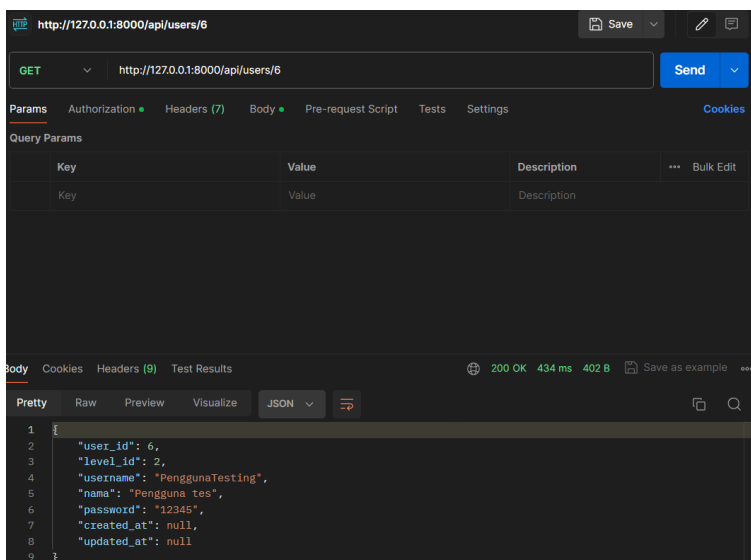 HTTP http://127.0.0.1:8000/api/users/6 Save
GET http://127.0.0.1:8000/api/users/6 Send
Params Authorization Headers (7) Body Pre-request Script Tests Settings Cookies
Query Params
Key Value Description ••• Bulk Edit
Key Value Description
Body Cookies Headers (9) Test Results 200 OK 434 ms 402 B Save as example •••
Pretty Raw Preview Visualize JSON
1 {
2 "user_id": 6,
3 "level_id": 2,
4 "username": "PenggunaTesting",
5 "nama": "Pengguna tes",
6 "password": "12345",
7 "created_at": null,
8 "updated_at": null
9 }